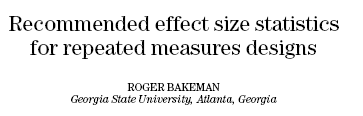 Recommended effect size statistics
for repeated measures designs
ROGER BAKEMAN
Georgia State University, Atlanta, Georgia